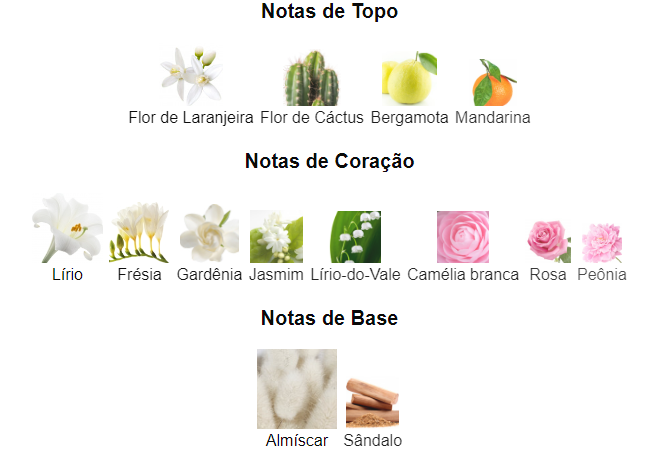 Notas de Topo
Flor de Laranjeira Flor de Cáctus Bergamota Mandarina
Notas de Coração
Lírio Frésia Gardênia Jasmim Lírio-do-Vale Camélia branca Rosa Peônia
Notas de Base
Almíscar Sândalo